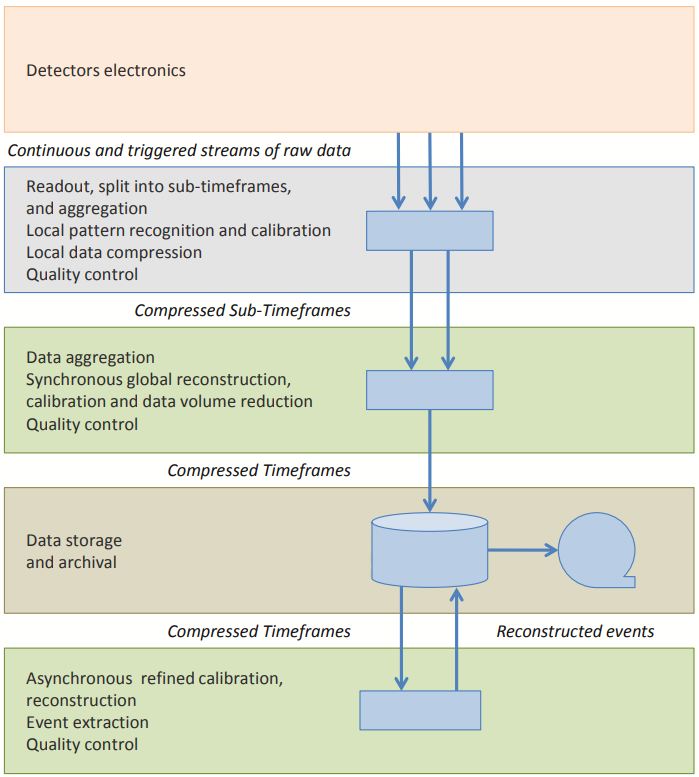 Detectors electronics
Continuous and triggered streams of raw data
Readout, split into sub-timeframes,
and aggregation
Local pattern recognition and calibration
Local data compression
Quality control
Compressed Sub-Timeframes
Data aggregation
Synchronous global reconstruction,
calibration and data volume reduction
Quality control
Compressed Timeframes
Data storage
and archival
Compressed Timeframes
Reconstructed events
Asynchronous refined calibration,
reconstruction
Event extraction
Quality control